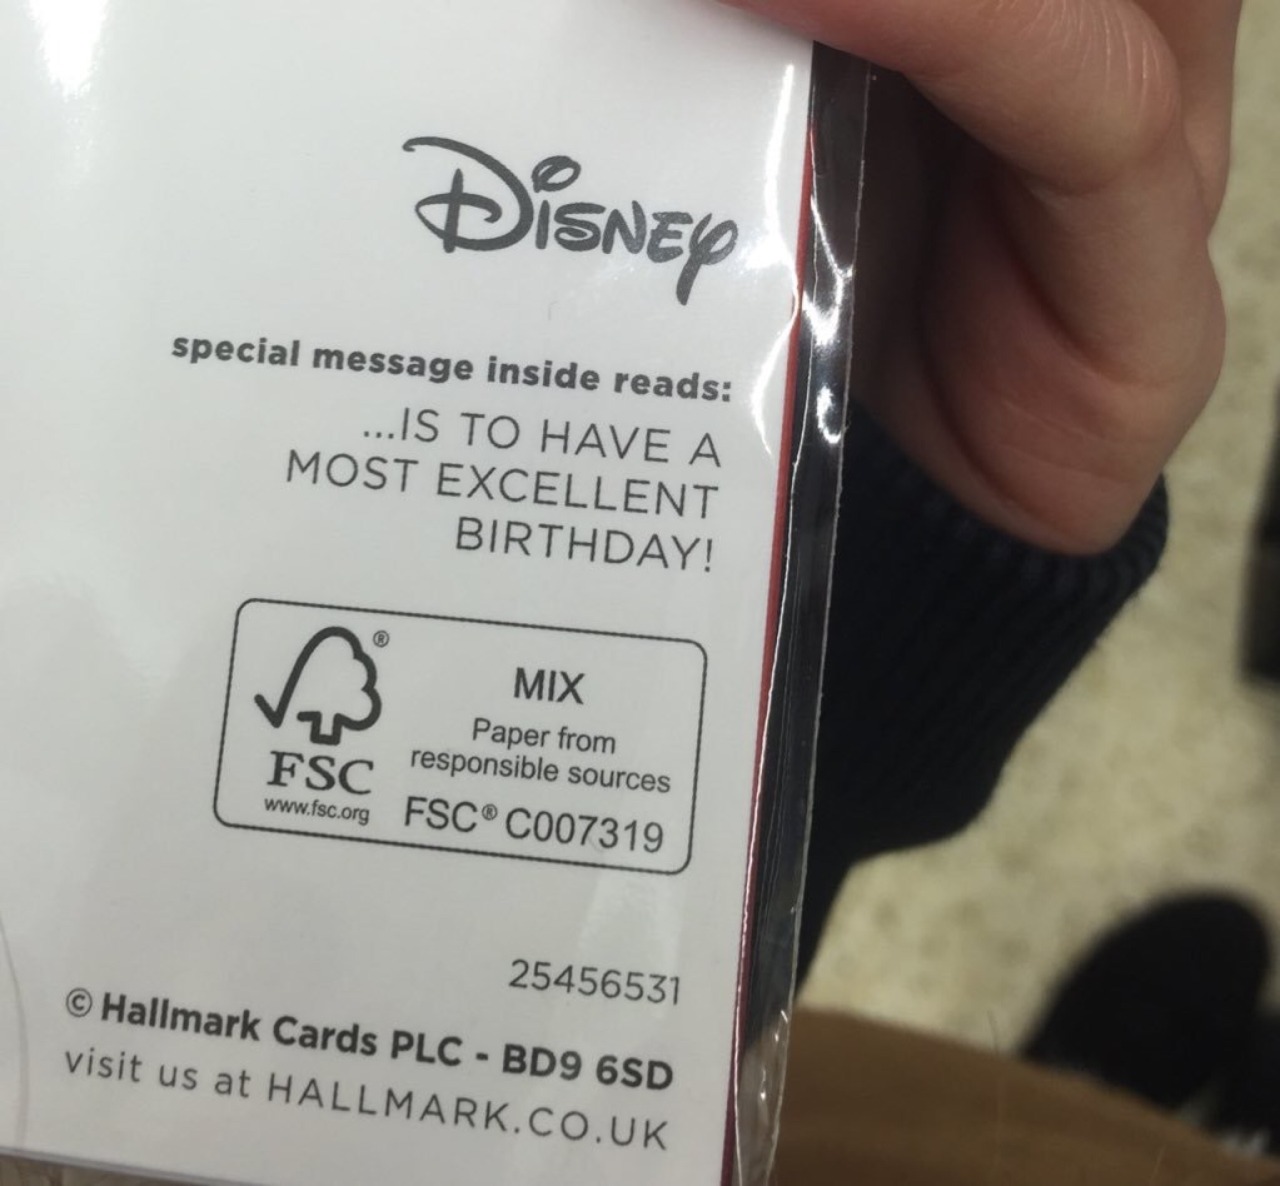 Disney
special message inside reads:
...IS TO HAVE A
MOST EXCELLENT
BIRTHDAY!
®
FSC
www.fsc.org
MIX
Paper from
responsible sources
FSC® C007319
25456531
© Hallmark Cards PLC - BD9 6SD
visit us at HALLMARK.CO.UK